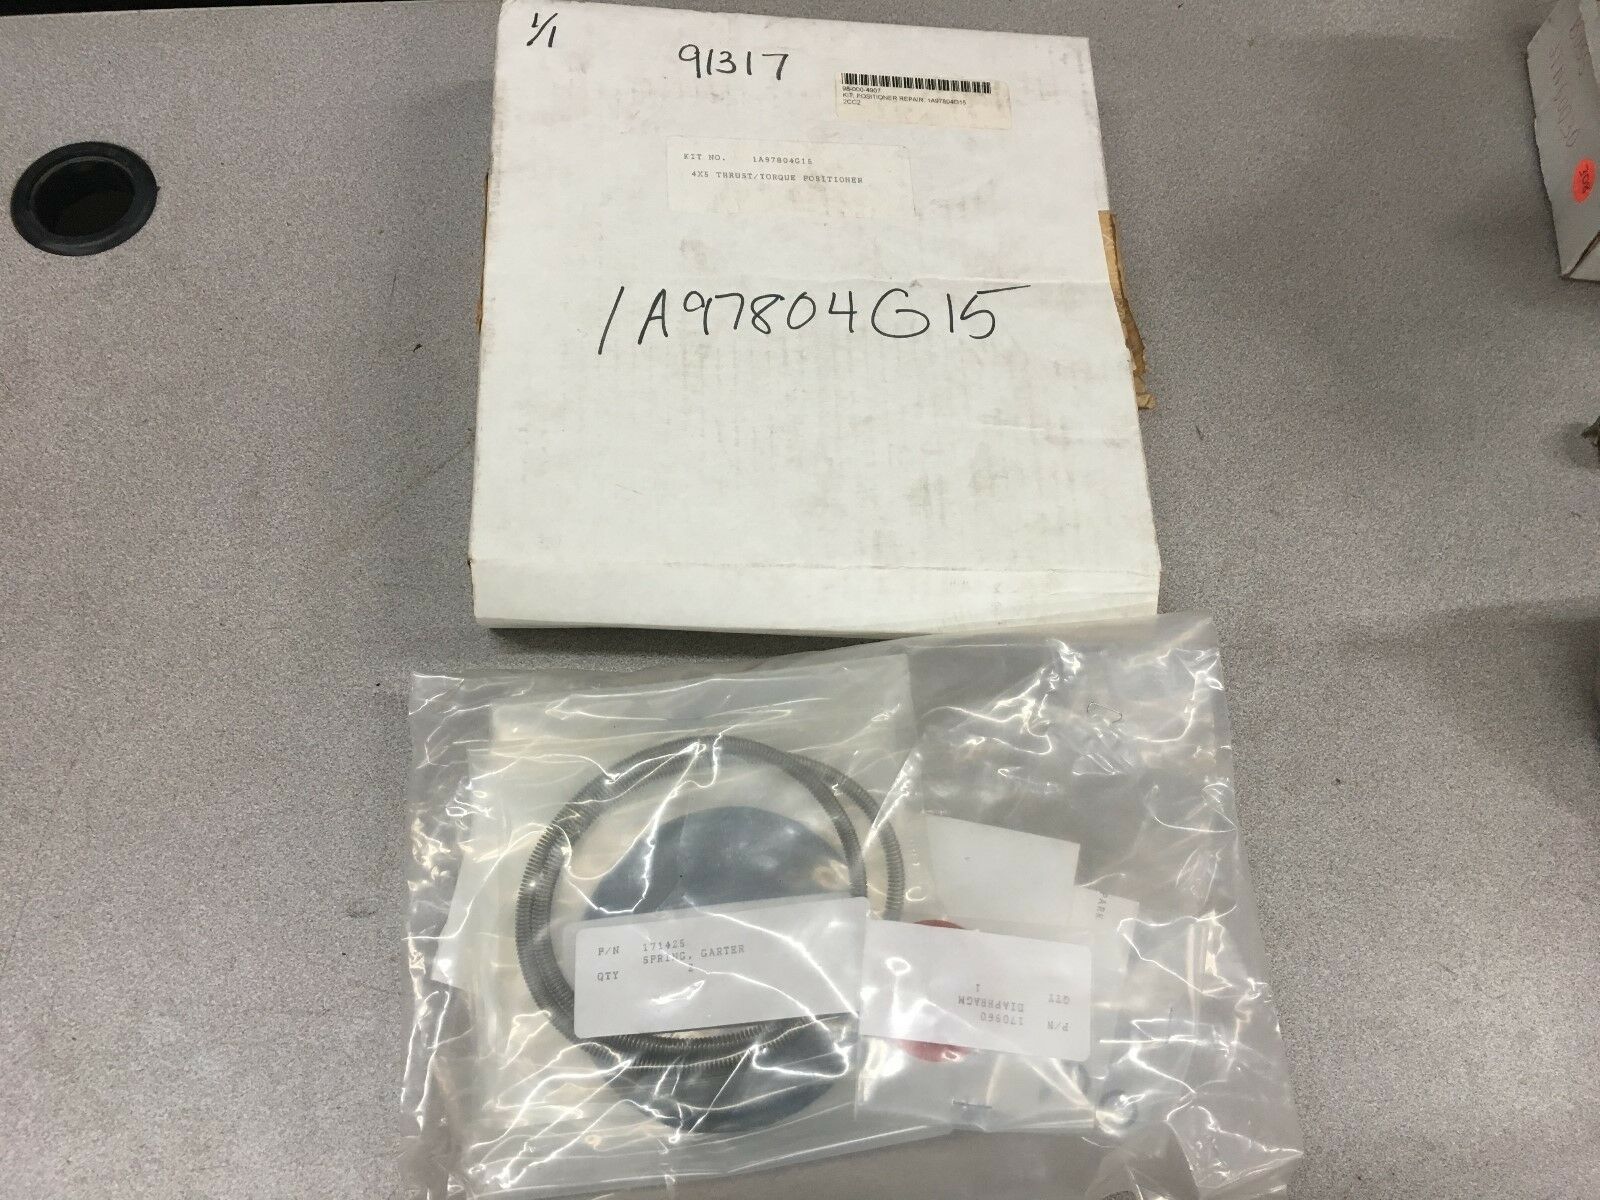 1/1
91317
98-000-4907
KIT, POSITIONER REPAIR: 1A97804G15
2CC2
KIT NO. 1A97804G15
4X5 THRUST/TORQUE POSITIONER
1A97804G15
P/N 171425
SPRING, GARTER
QTY 2
P/N 170960
DIAPHRAGM
QTY 1